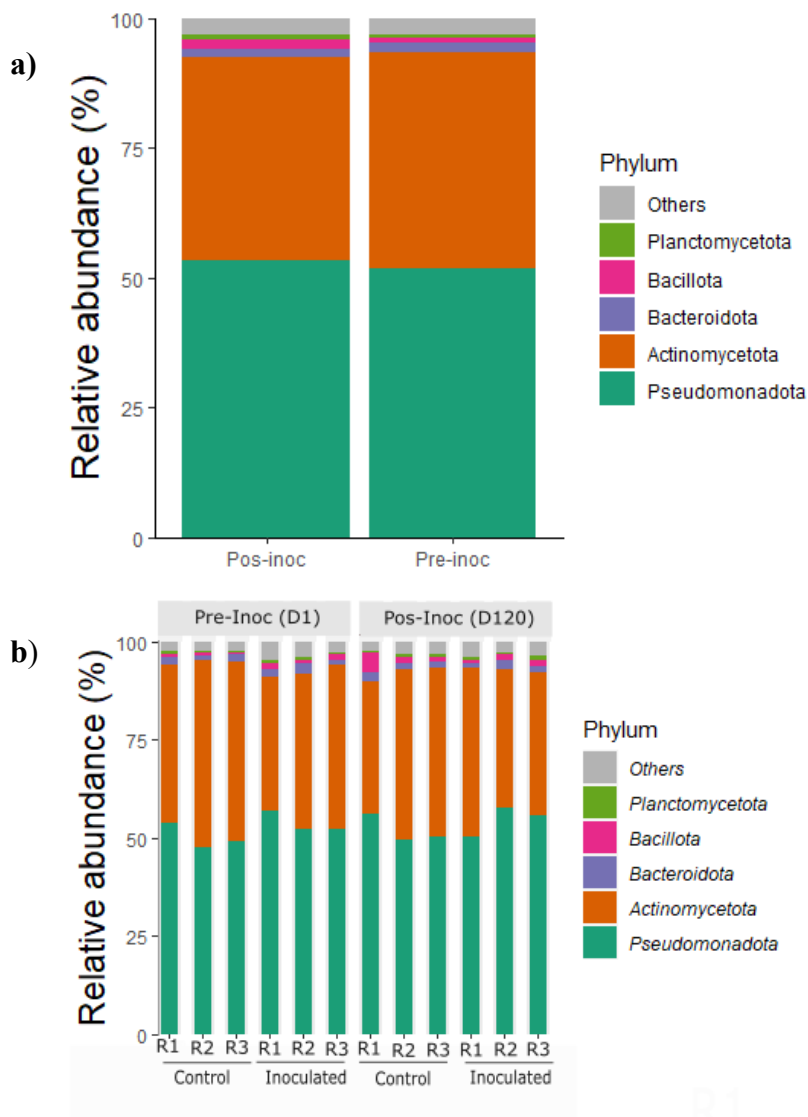 a)
Relative abundance (%)
100
75
50
25
0
Pos-inoc
Pre-inoc
Phylum
Others
Planctomycetota
Bacillota
Bacteroidota
Actinomycetota
Pseudomonadota
b)
Pre-Inoc (D1)
Pos-Inoc (D120)
Relative abundance (%)
100
75
50
25
0
R1 R2 R3 R1 R2 R3 R1 R2 R3 R1 R2 R3
Control Inoculated Control Inoculated
Phylum
Others
Planctomycetota
Bacillota
Bacteroidota
Actinomycetota
Pseudomonadota